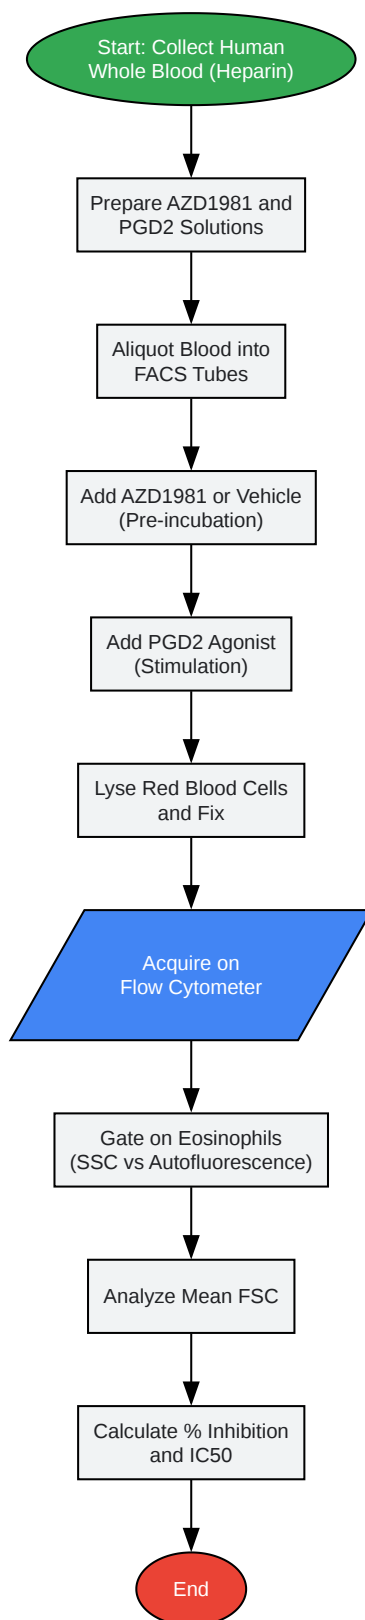 Start: Collect Human
Whole Blood (Heparin)
Prepare AZD1981 and
PGD2 Solutions
Aliquot Blood into
FACS Tubes
Add AZD1981 or Vehicle
(Pre-incubation)
Add PGD2 Agonist
(Stimulation)
Lyse Red Blood Cells
and Fix
Acquire on
Flow Cytometer
Gate on Eosinophils
(SSC vs Autofluorescence)
Analyze Mean FSC
Calculate % Inhibition
and IC50
End